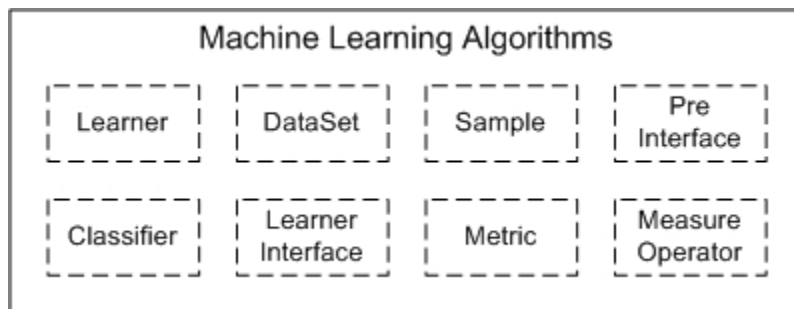 Machine Learning Algorithms
Learner
DataSet
Sample
Pre
Interface
Classifier
Learner
Interface
Metric
Measure
Operator